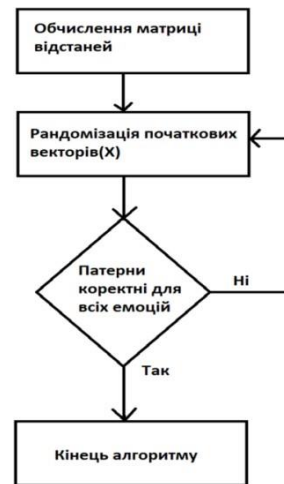 Обчислення матриці
відстаней
Рандомізація початкових
векторів(X)
Патерни
коректні для
всіх емоцій
Ні
Так
Кінець алгоритму